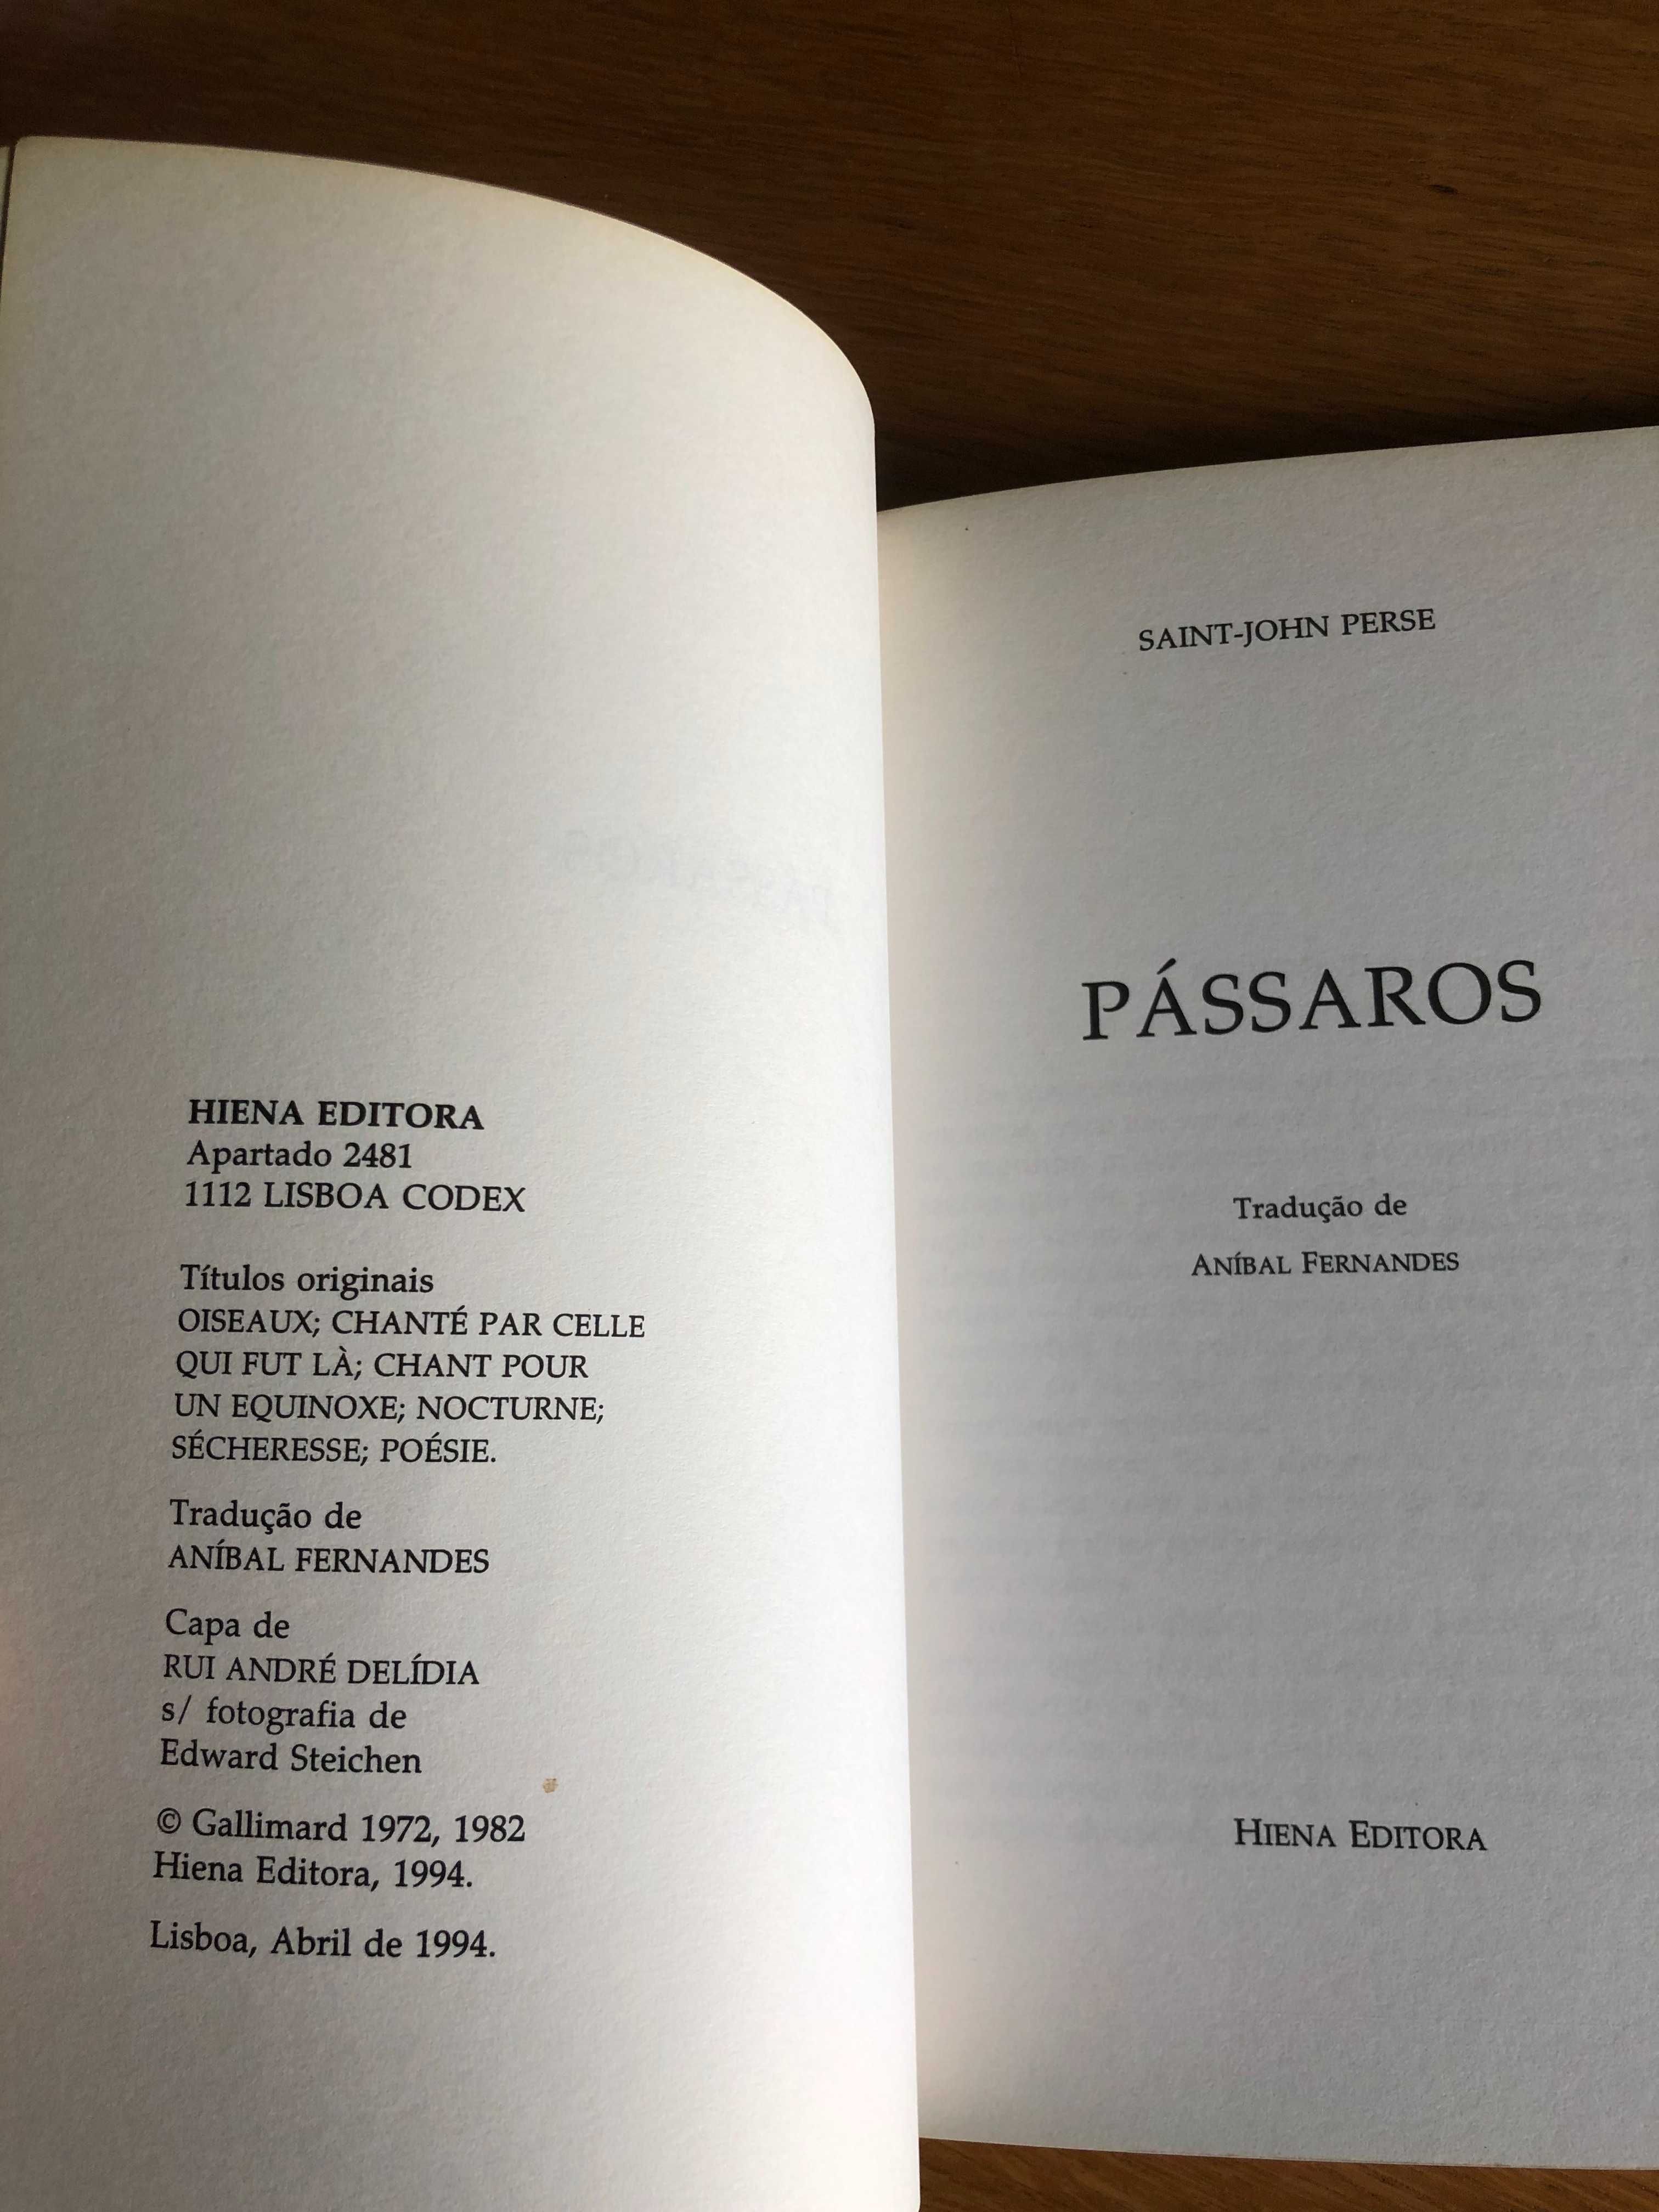 HIENA EDITORA
Apartado 2481
1112 LISBOA CODEX
Títulos originais
OISEAUX; CHANTÉ PAR CELLE
QUI FUT LÀ; CHANT POUR
UN EQUINOXE; NOCTURNE;
SÉCHERESSE; POÉSIE.
Tradução de
ANÍBAL FERNANDES
Capa de
RUI ANDRÉ DELÍDIA
s/ fotografia de
Edward Steichen
© Gallimard 1972, 1982
Hiena Editora, 1994.
Lisboa, Abril de 1994.
SAINT-JOHN PERSE
PÁSSAROS
Tradução de
ANÍBAL FERNANDES
HIENA EDITORA